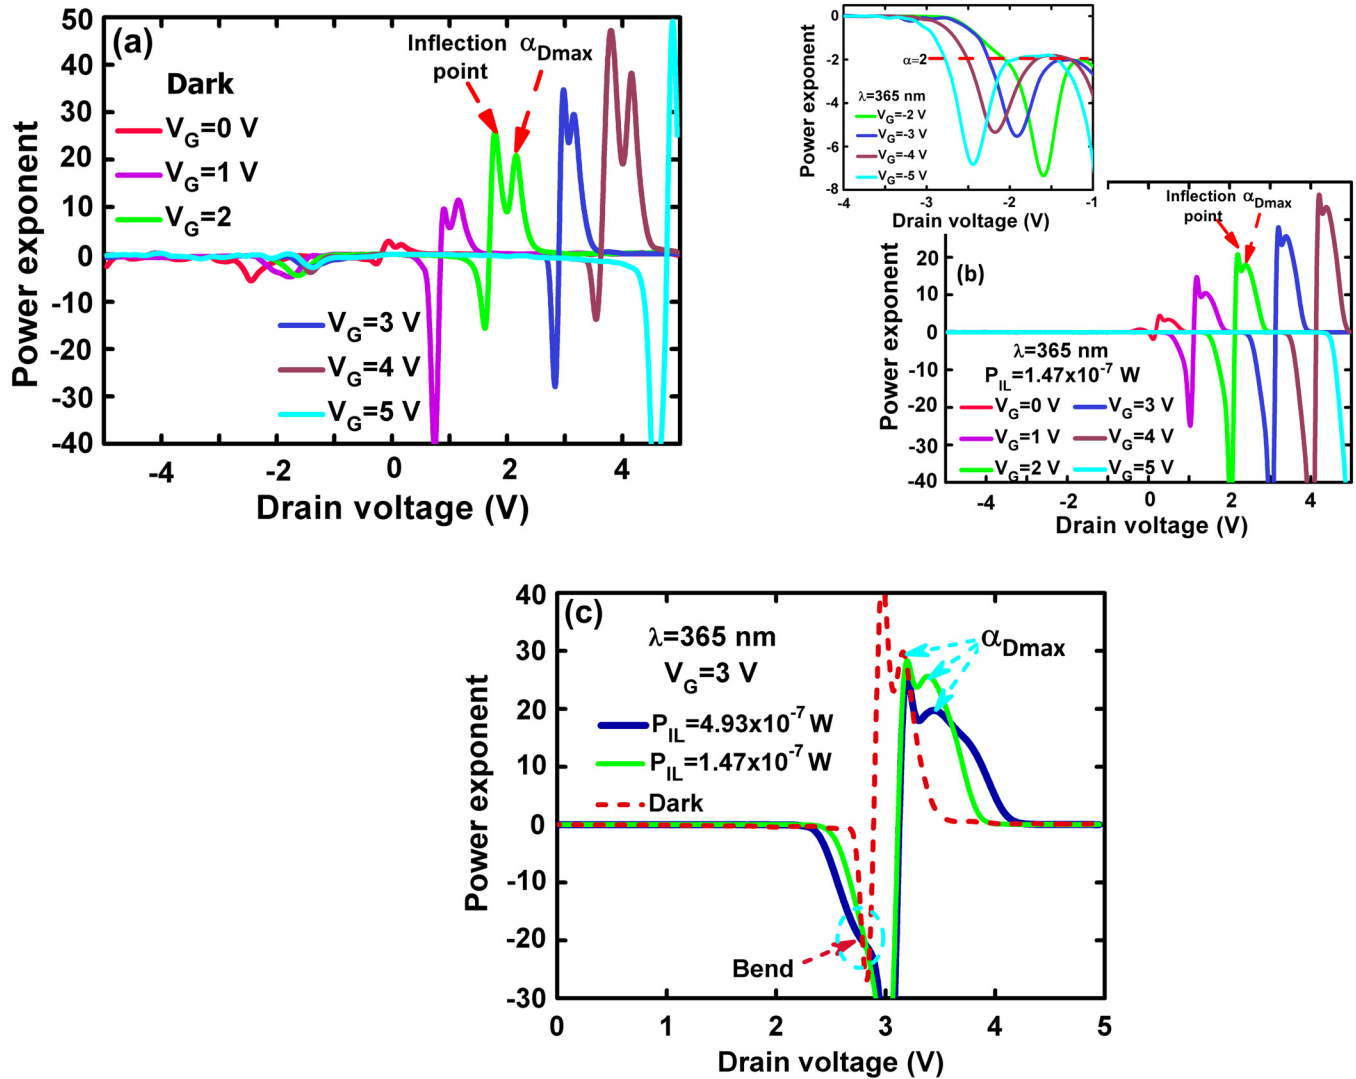 (a)
Dark
V_G=0 V
V_G=1 V
V_G=2
V_G=3 V
V_G=4 V
V_G=5 V
Inflection
point
α_Dmax
50
40
30
20
10
0
-10
-20
-30
-40
Power exponent
-4
-2
0
2
4
Drain voltage (V)
0
-2
-4
-6
-8
Power exponent
α=2
λ=365 nm
V_G=-2 V
V_G=-3 V
V_G=-4 V
V_G=-5 V
-4
-3
-2
-1
Drain voltage (V)
(b)
Inflection
point
α_Dmax
20
10
0
-10
-20
-30
-40
Power exponent
λ=365 nm
P_IL=1.47x10^-7 W
V_G=0 V
V_G=3 V
V_G=1 V
V_G=4 V
V_G=2 V
V_G=5 V
-4
-2
0
2
4
Drain voltage (V)
(c)
λ=365 nm
V_G=3 V
P_IL=4.93x10^-7 W
P_IL=1.47x10^-7 W
Dark
α_Dmax
Bend
40
30
20
10
0
-10
-20
-30
Power exponent
0
1
2
3
4
5
Drain voltage (V)